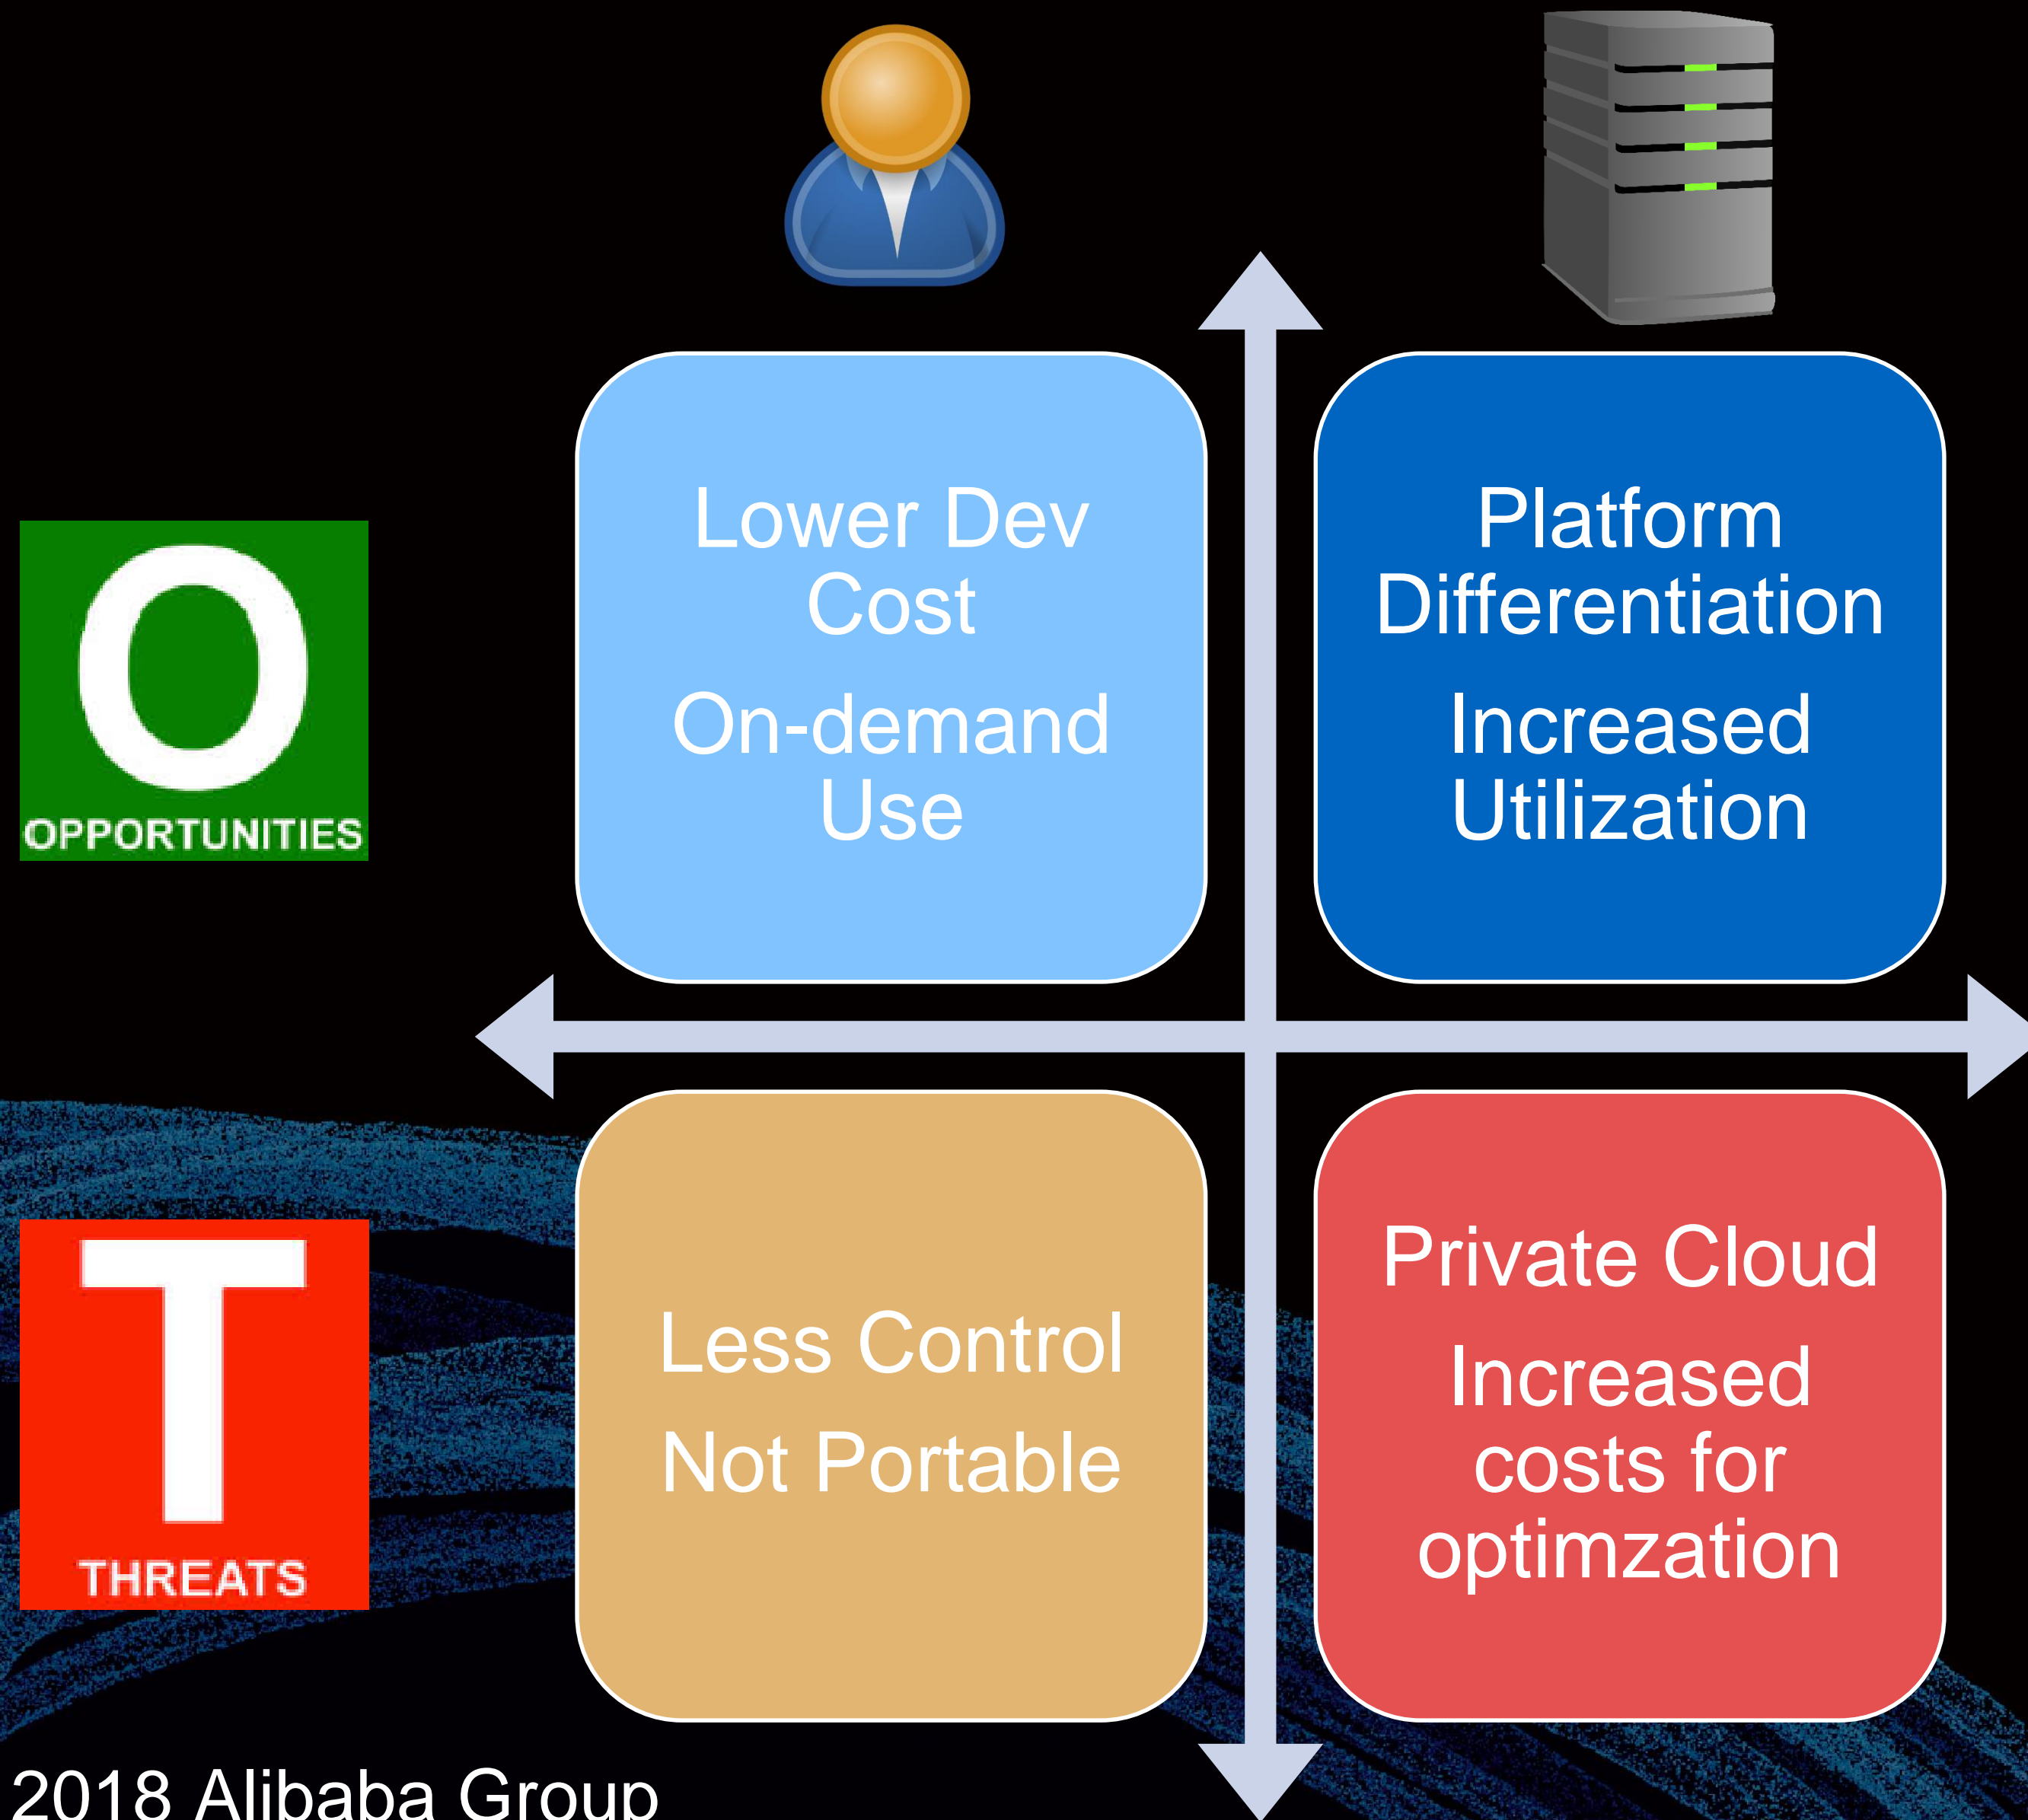 O
OPPORTUNITIES
Lower Dev
Cost
On-demand
Use
Platform
Differentiation
Increased
Utilization
T
THREATS
Less Control
Not Portable
Private Cloud
Increased
costs for
optimzation
2018 Alibaba Group